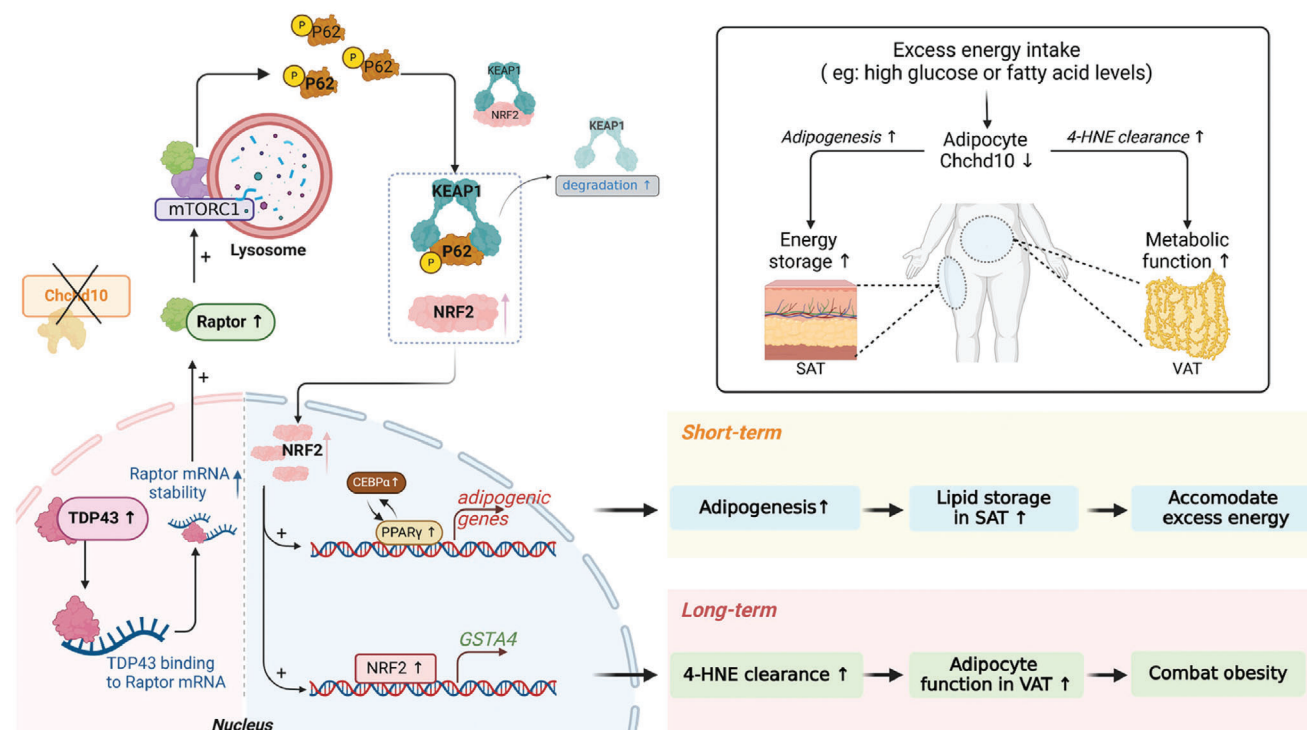 P
P62
P
P62
P
P62
KEAP1
NRF2
KEAP1
degradation ↑
KEAP1
P62
P
NRF2
mTORC1
Lysosome
+
Chchd10
Raptor ↑
+
Raptor mRNA
stability
TDP43 ↑
TDP43 binding
to Raptor mRNA
Nucleus
NRF2
CEBPα↑
PPARγ ↑
adipogenic
genes
+
+
NRF2 ↑
GSTA4
Excess energy intake
( eg: high glucose or fatty acid levels)
Adipogenesis ↑
Adipocyte
Chchd10 ↓
4-HNE clearance ↑
Energy
storage ↑
Metabolic
function ↑
SAT
VAT
Short-term
Adipogenesis↑
Lipid storage
in SAT ↑
Accomodate
excess energy
Long-term
4-HNE clearance ↑
Adipocyte
function in VAT ↑
Combat obesity